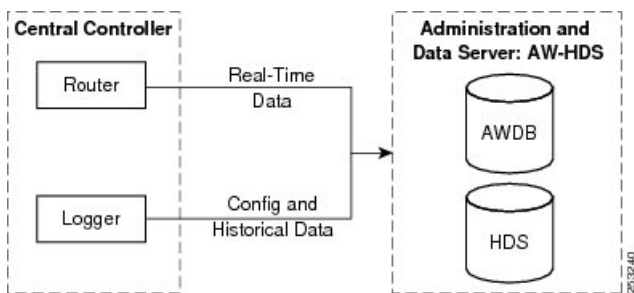 Central Controller
Router
Logger
Real-Time
Data
Config and
Historical Data
Administration and
Data Server: AW-HDS
AWDB
HDS